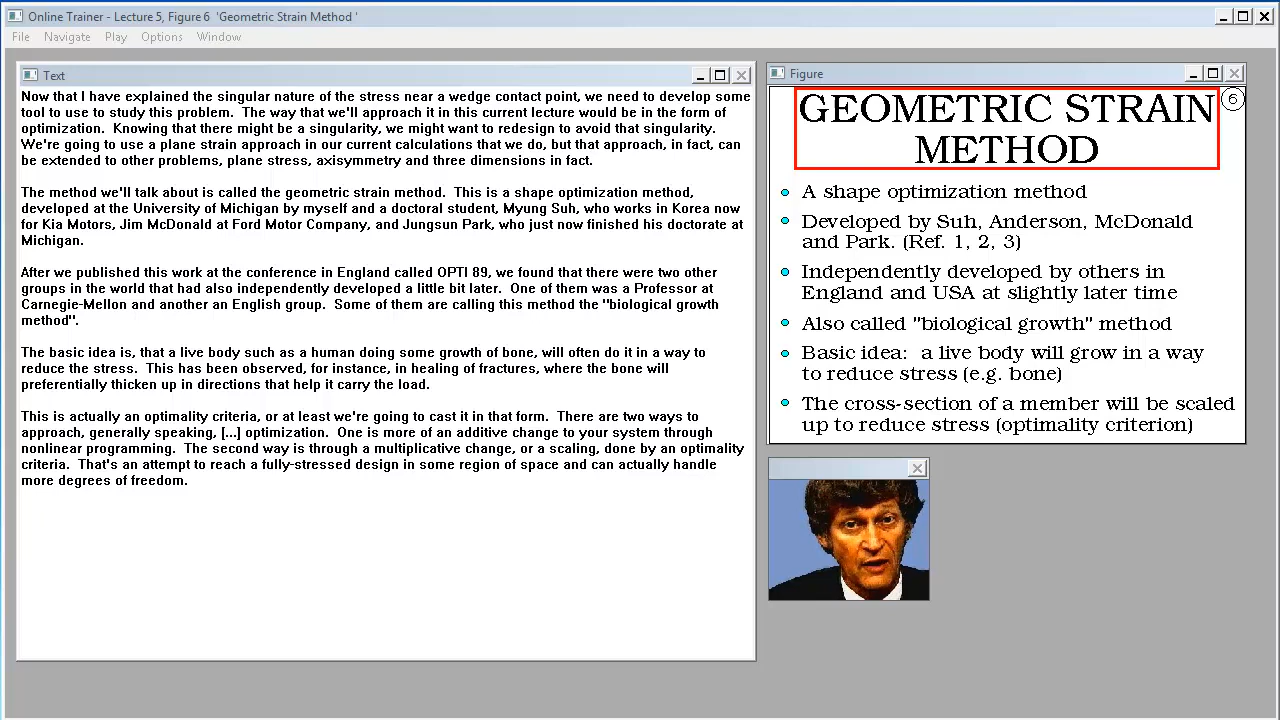 Online Trainer - Lecture 5, Figure 6 'Geometric Strain Method '
File Navigate Play Options Window
Text
Now that I have explained the singular nature of the stress near a wedge contact point, we need to develop some
tool to use to study this problem. The way that we'll approach it in this current lecture would be in the form of
optimization. Knowing that there might be a singularity, we might want to redesign to avoid that singularity.
We're going to use a plane strain approach in our current calculations that we do, but that approach, in fact, can
be extended to other problems, plane stress, axisymmetry and three dimensions in fact.
The method we'll talk about is called the geometric strain method. This is a shape optimization method,
developed at the University of Michigan by myself and a doctoral student, Myung Suh, who works in Korea now
for Kia Motors, Jim McDonald at Ford Motor Company, and Jungsun Park, who just now finished his doctorate at
Michigan.
After we published this work at the conference in England called OPTI 89, we found that there were two other
groups in the world that had also independently developed a little bit later. One of them was a Professor at
Carnegie-Mellon and another an English group. Some of them are calling this method the "biological growth
method".
The basic idea is, that a live body such as a human doing some growth of bone, will often do it in a way to
reduce the stress. This has been observed, for instance, in healing of fractures, where the bone will
preferentially thicken up in directions that help it carry the load.
This is actually an optimality criteria, or at least we're going to cast it in that form. There are two ways to
approach, generally speaking, [...] optimization. One is more of an additive change to your system through
nonlinear programming. The second way is through a multiplicative change, or a scaling, done by an optimality
criteria. That's an attempt to reach a fully-stressed design in some region of space and can actually handle
more degrees of freedom.
Figure
6
GEOMETRIC STRAIN
METHOD
A shape optimization method
Developed by Suh, Anderson, McDonald
and Park. (Ref. 1, 2, 3)
Independently developed by others in
England and USA at slightly later time
Also called "biological growth" method
Basic idea: a live body will grow in a way
to reduce stress (e.g. bone)
The cross-section of a member will be scaled
up to reduce stress (optimality criterion)